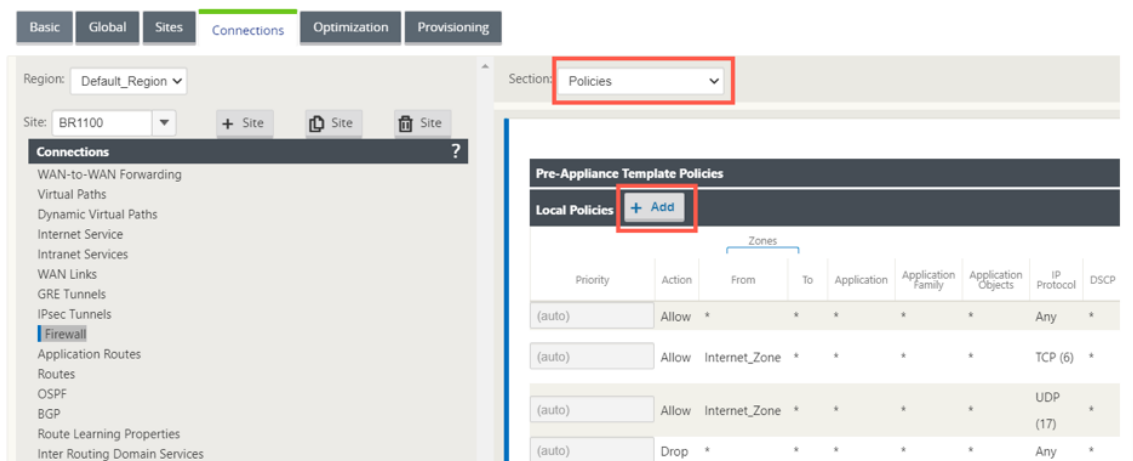 Basic Global Sites Connections Optimization Provisioning
Region: Default_Region
Section: Policies
Site: BR1100 + Site Site Site
Connections ?
WAN-to-WAN Forwarding
Virtual Paths
Dynamic Virtual Paths
Internet Service
Intranet Services
WAN Links
GRE Tunnels
IPsec Tunnels
Firewall
Application Routes
Routes
OSPF
BGP
Route Learning Properties
Inter Routing Domain Services
Pre-Appliance Template Policies
Local Policies + Add
Zones
Priority Action From To Application Application Family Application Objects IP Protocol DSCP
(auto) Allow * * * * * Any *
(auto) Allow Internet_Zone * * * * TCP (6) *
(auto) Allow Internet_Zone * * * * UDP (17) *
(auto) Drop * * * * * Any *